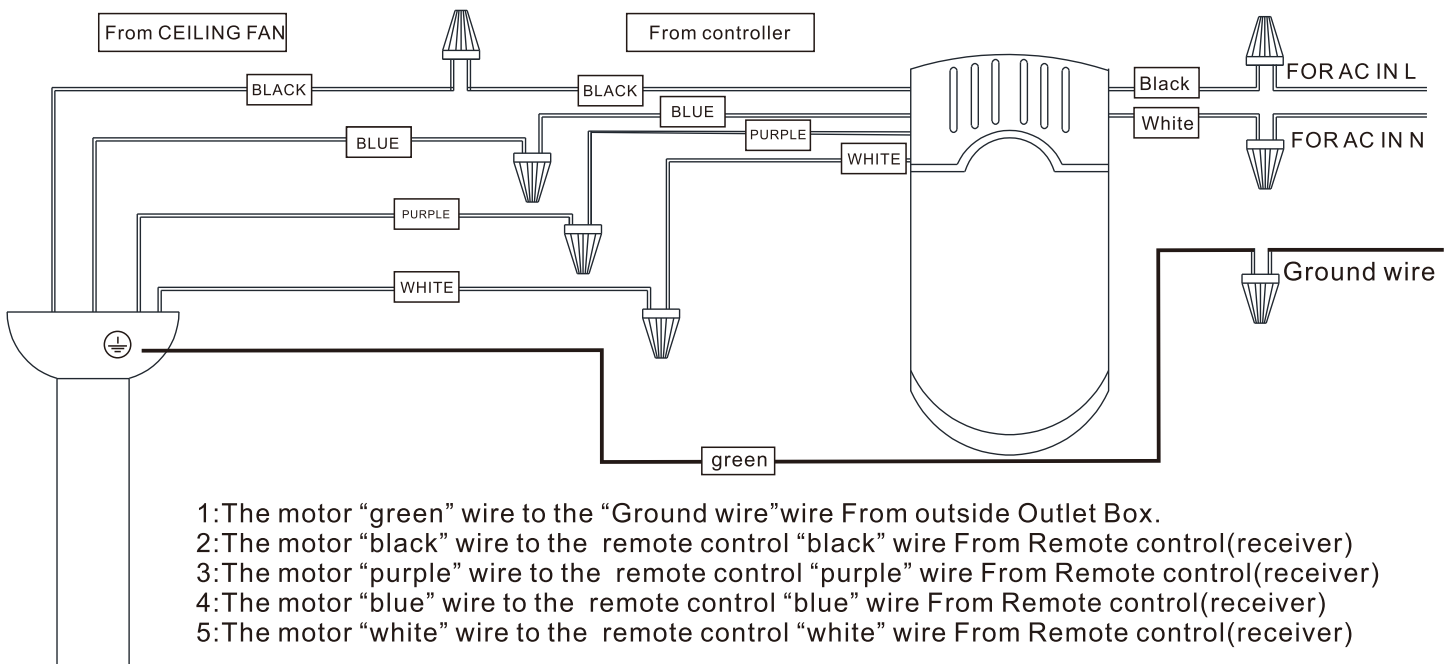 From CEILING FAN
From controller
BLACK
BLACK
Black
FOR AC IN L
BLUE
White
PURPLE
BLUE
FOR AC IN N
WHITE
PURPLE
WHITE
Ground wire
green
1:The motor “green” wire to the “Ground wire”wire From outside Outlet Box.
2:The motor “black” wire to the remote control “black” wire From Remote control(receiver)
3:The motor “purple” wire to the remote control “purple” wire From Remote control(receiver)
4:The motor “blue” wire to the remote control “blue” wire From Remote control(receiver)
5:The motor “white” wire to the remote control “white” wire From Remote control(receiver)